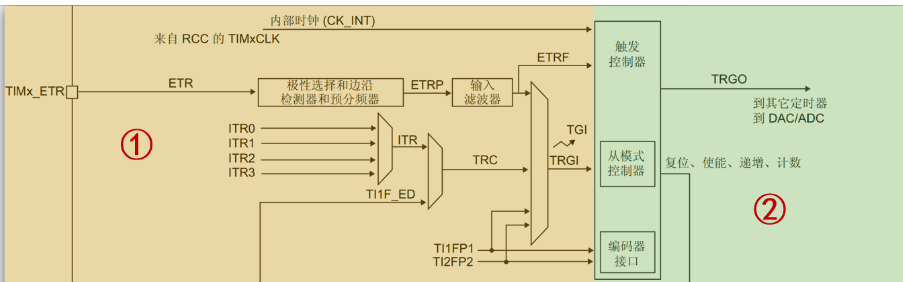 内部时钟 (CK_INT)
来自 RCC 的 TIMxCLK
触发
控制器
ETRF
TRGO
到其它定时器
到 DAC/ADC
TIMx_ETR
ETR
极性选择和边沿
检测器和预分频器
ETRP
输入
滤波器
①
ITR0
ITR1
ITR2
ITR3
ITR
TI1F_ED
TRC
TGI
TRGI
从模式
控制器
复位、使能、递增、计数
②
TI1FP1
TI2FP2
编码器
接口